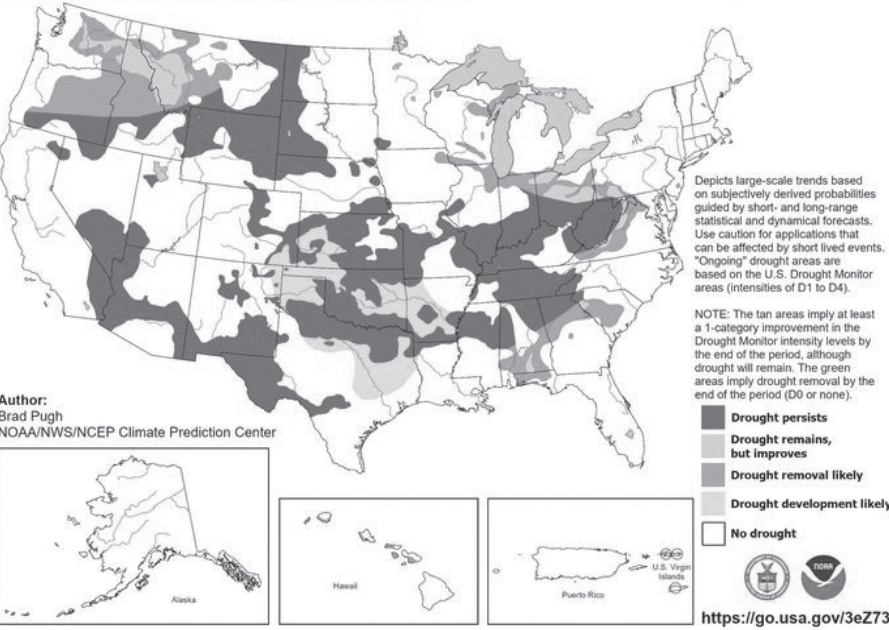 Depicts large-scale trends based
on subjectively derived probabilities
guided by short- and long-range
statistical and dynamical forecasts.
Use caution for applications that
can be affected by short lived events.
"Ongoing" drought areas are
based on the U.S. Drought Monitor
areas (intensities of D1 to D4).
NOTE: The tan areas imply at least
a 1-category improvement in the
Drought Monitor intensity levels by
the end of the period, although
drought will remain. The green
areas imply drought removal by the
end of the period (D0 or none).
Author:
Brad Pugh
NOAA/NWS/NCEP Climate Prediction Center
Drought persists
Drought remains,
but improves
Drought removal likely
Drought development likely
No drought
Alaska
Hawaii
Puerto Rico
U.S. Virgin
Islands
NOAA
https://go.usa.gov/3eZ73